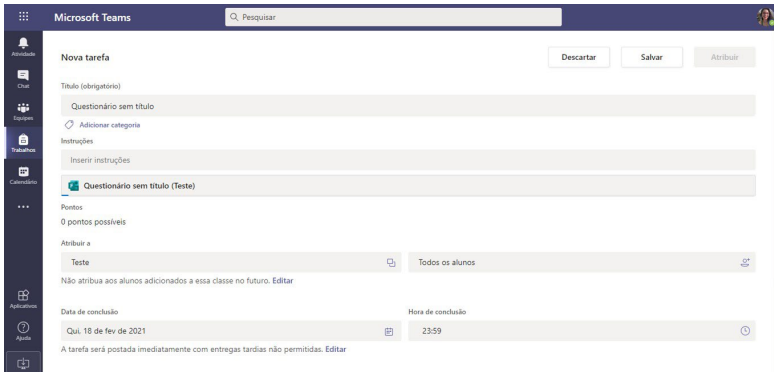 Microsoft Teams
Pesquisar
Atividade
Chat
Equipes
Trabalhos
Calendário
Aplicativos
Ajuda
Nova tarefa
Descartar
Salvar
Atribuir
Título (obrigatório)
Questionário sem título
Adicionar categoria
Instruções
Inserir instruções
Questionário sem título (Teste)
Pontos
0 pontos possíveis
Atribuir a
Teste
Todos os alunos
Não atribua aos alunos adicionados a essa classe no futuro. Editar
Data de conclusão
Hora de conclusão
Qui. 18 de fev de 2021
23:59
A tarefa será postada imediatamente com entregas tardias não permitidas. Editar